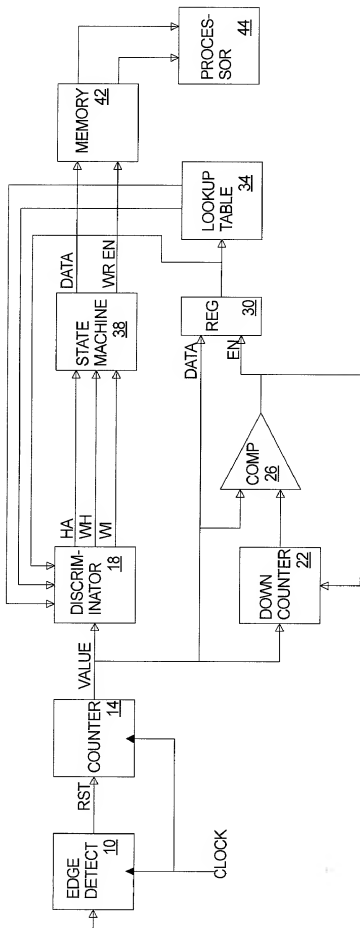 EDGE
DETECT
10
RST
COUNTER
14
CLOCK
VALUE
DISCRIM-
INATOR
18
HA
WH
WI
STATE
MACHINE
38
DATA
WR EN
MEMORY
42
PROCES-
SOR
44
DOWN
COUNTER
22
COMP
26
DATA
EN
REG
30
LOOKUP
TABLE
34